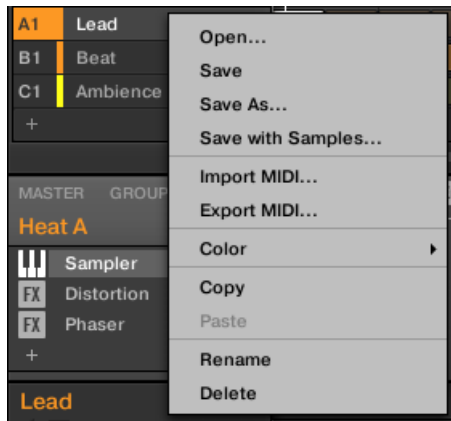 A1 Lead
B1 Beat
C1 Ambience
+
MASTER GROUP
Heat A
Sampler
FX Distortion
FX Phaser
+
Lead
Open...
Save
Save As...
Save with Samples...
Import MIDI...
Export MIDI...
Color
Copy
Paste
Rename
Delete